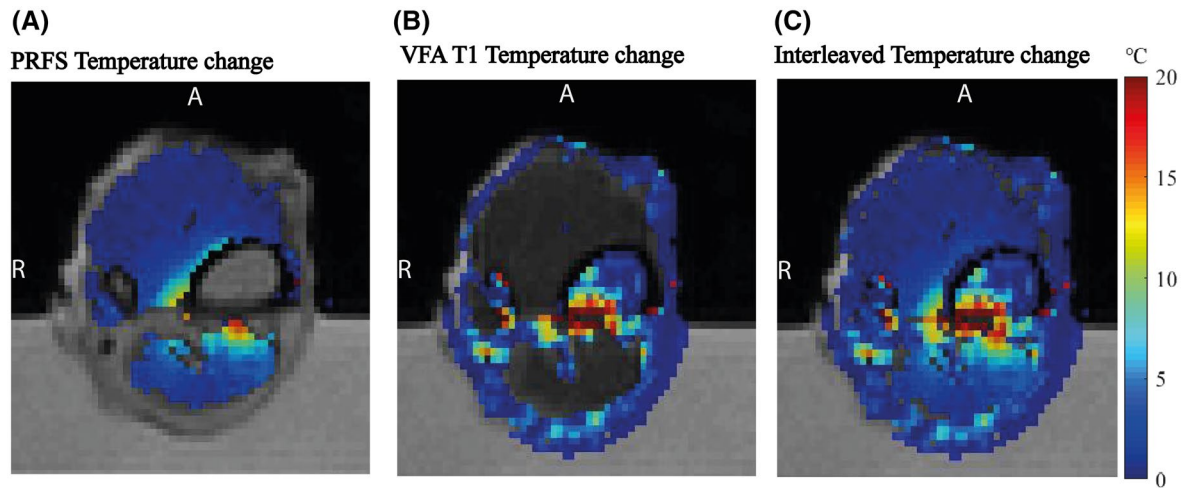 (A)
PRFS Temperature change
A
R
(B)
VFA T1 Temperature change
A
R
(C)
Interleaved Temperature change
A
R
°C
20
15
10
5
0